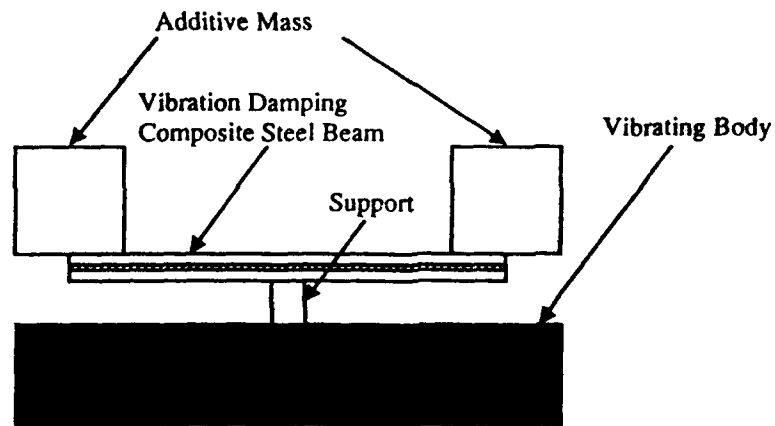 Additive Mass
Vibration Damping
Composite Steel Beam
Vibrating Body
Support